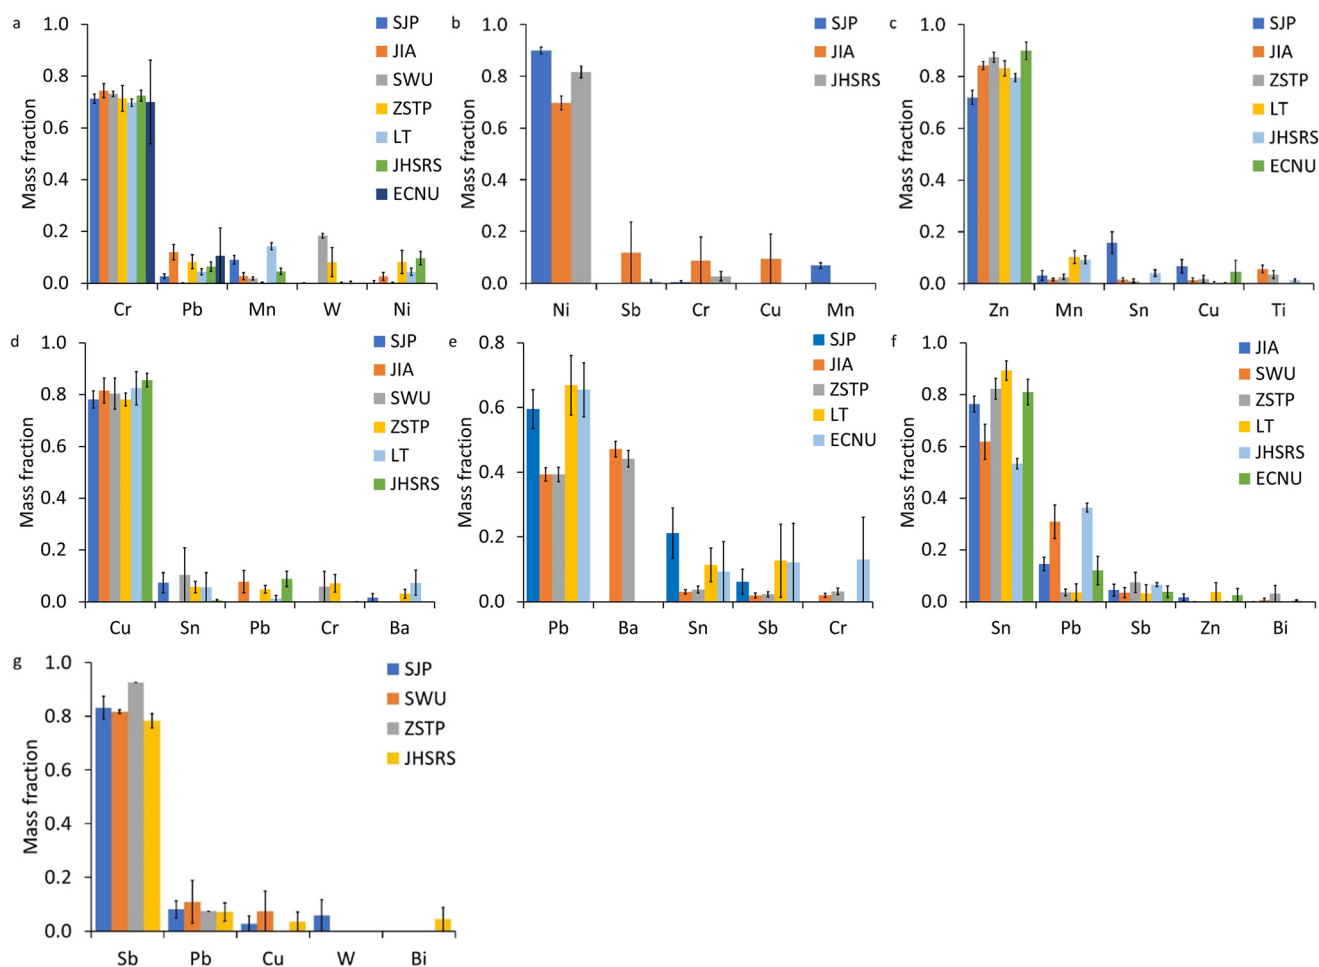 a
1.0
0.8
0.6
0.4
0.2
0.0
Mass fraction
Cr Pb Mn W Ni
SJP
JIA
SWU
ZSTP
LT
JHSRS
ECNU
b
1.0
0.8
0.6
0.4
0.2
0.0
Mass fraction
Ni Sb Cr Cu Mn
SJP
JIA
JHSRS
c
1.0
0.8
0.6
0.4
0.2
0.0
Mass fraction
Zn Mn Sn Cu Ti
SJP
JIA
ZSTP
LT
JHSRS
ECNU
d
1.0
0.8
0.6
0.4
0.2
0.0
Mass fraction
Cu Sn Pb Cr Ba
SJP
JIA
SWU
ZSTP
LT
JHSRS
e
0.8
0.6
0.4
0.2
0.0
Mass fraction
Pb Ba Sn Sb Cr
SJP
JIA
ZSTP
LT
ECNU
f
1.0
0.8
0.6
0.4
0.2
0.0
Mass fraction
Sn Pb Sb Zn Bi
JIA
SWU
ZSTP
LT
JHSRS
ECNU
g
1.0
0.8
0.6
0.4
0.2
0.0
Mass fraction
Sb Pb Cu W Bi
SJP
SWU
ZSTP
JHSRS